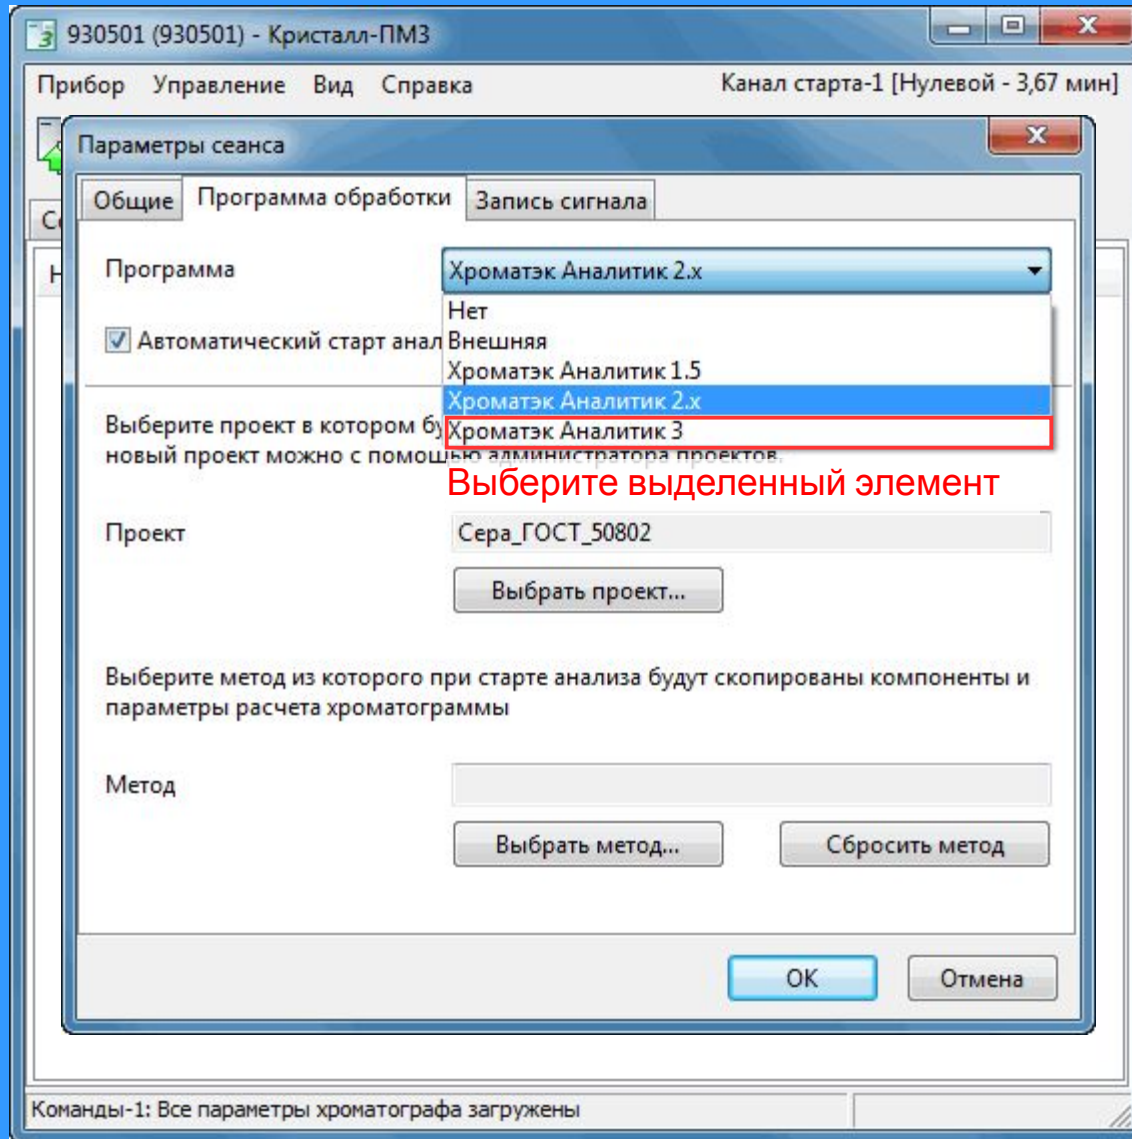 930501 (930501) - Кристалл-ПМ3
Прибор Управление Вид Справка Канал старта-1 [Нулевой - 3,67 мин]
Параметры сеанса
Общие Программа обработки Запись сигнала
Программа Хроматэк Аналитик 2.x
Нет
Автоматический старт анал Внешняя
Хроматэк Аналитик 1.5
Хроматэк Аналитик 2.x
Выберите проект в котором бу Хроматэк Аналитик 3
новый проект можно с помощью администратора проектов.
Выберите выделенный элемент
Проект Сера_ГОСТ_50802
Выбрать проект...
Выберите метод из которого при старте анализа будут скопированы компоненты и
параметры расчета хроматограммы
Метод
Выбрать метод... Сбросить метод
ОК Отмена
Команды-1: Все параметры хроматографа загружены